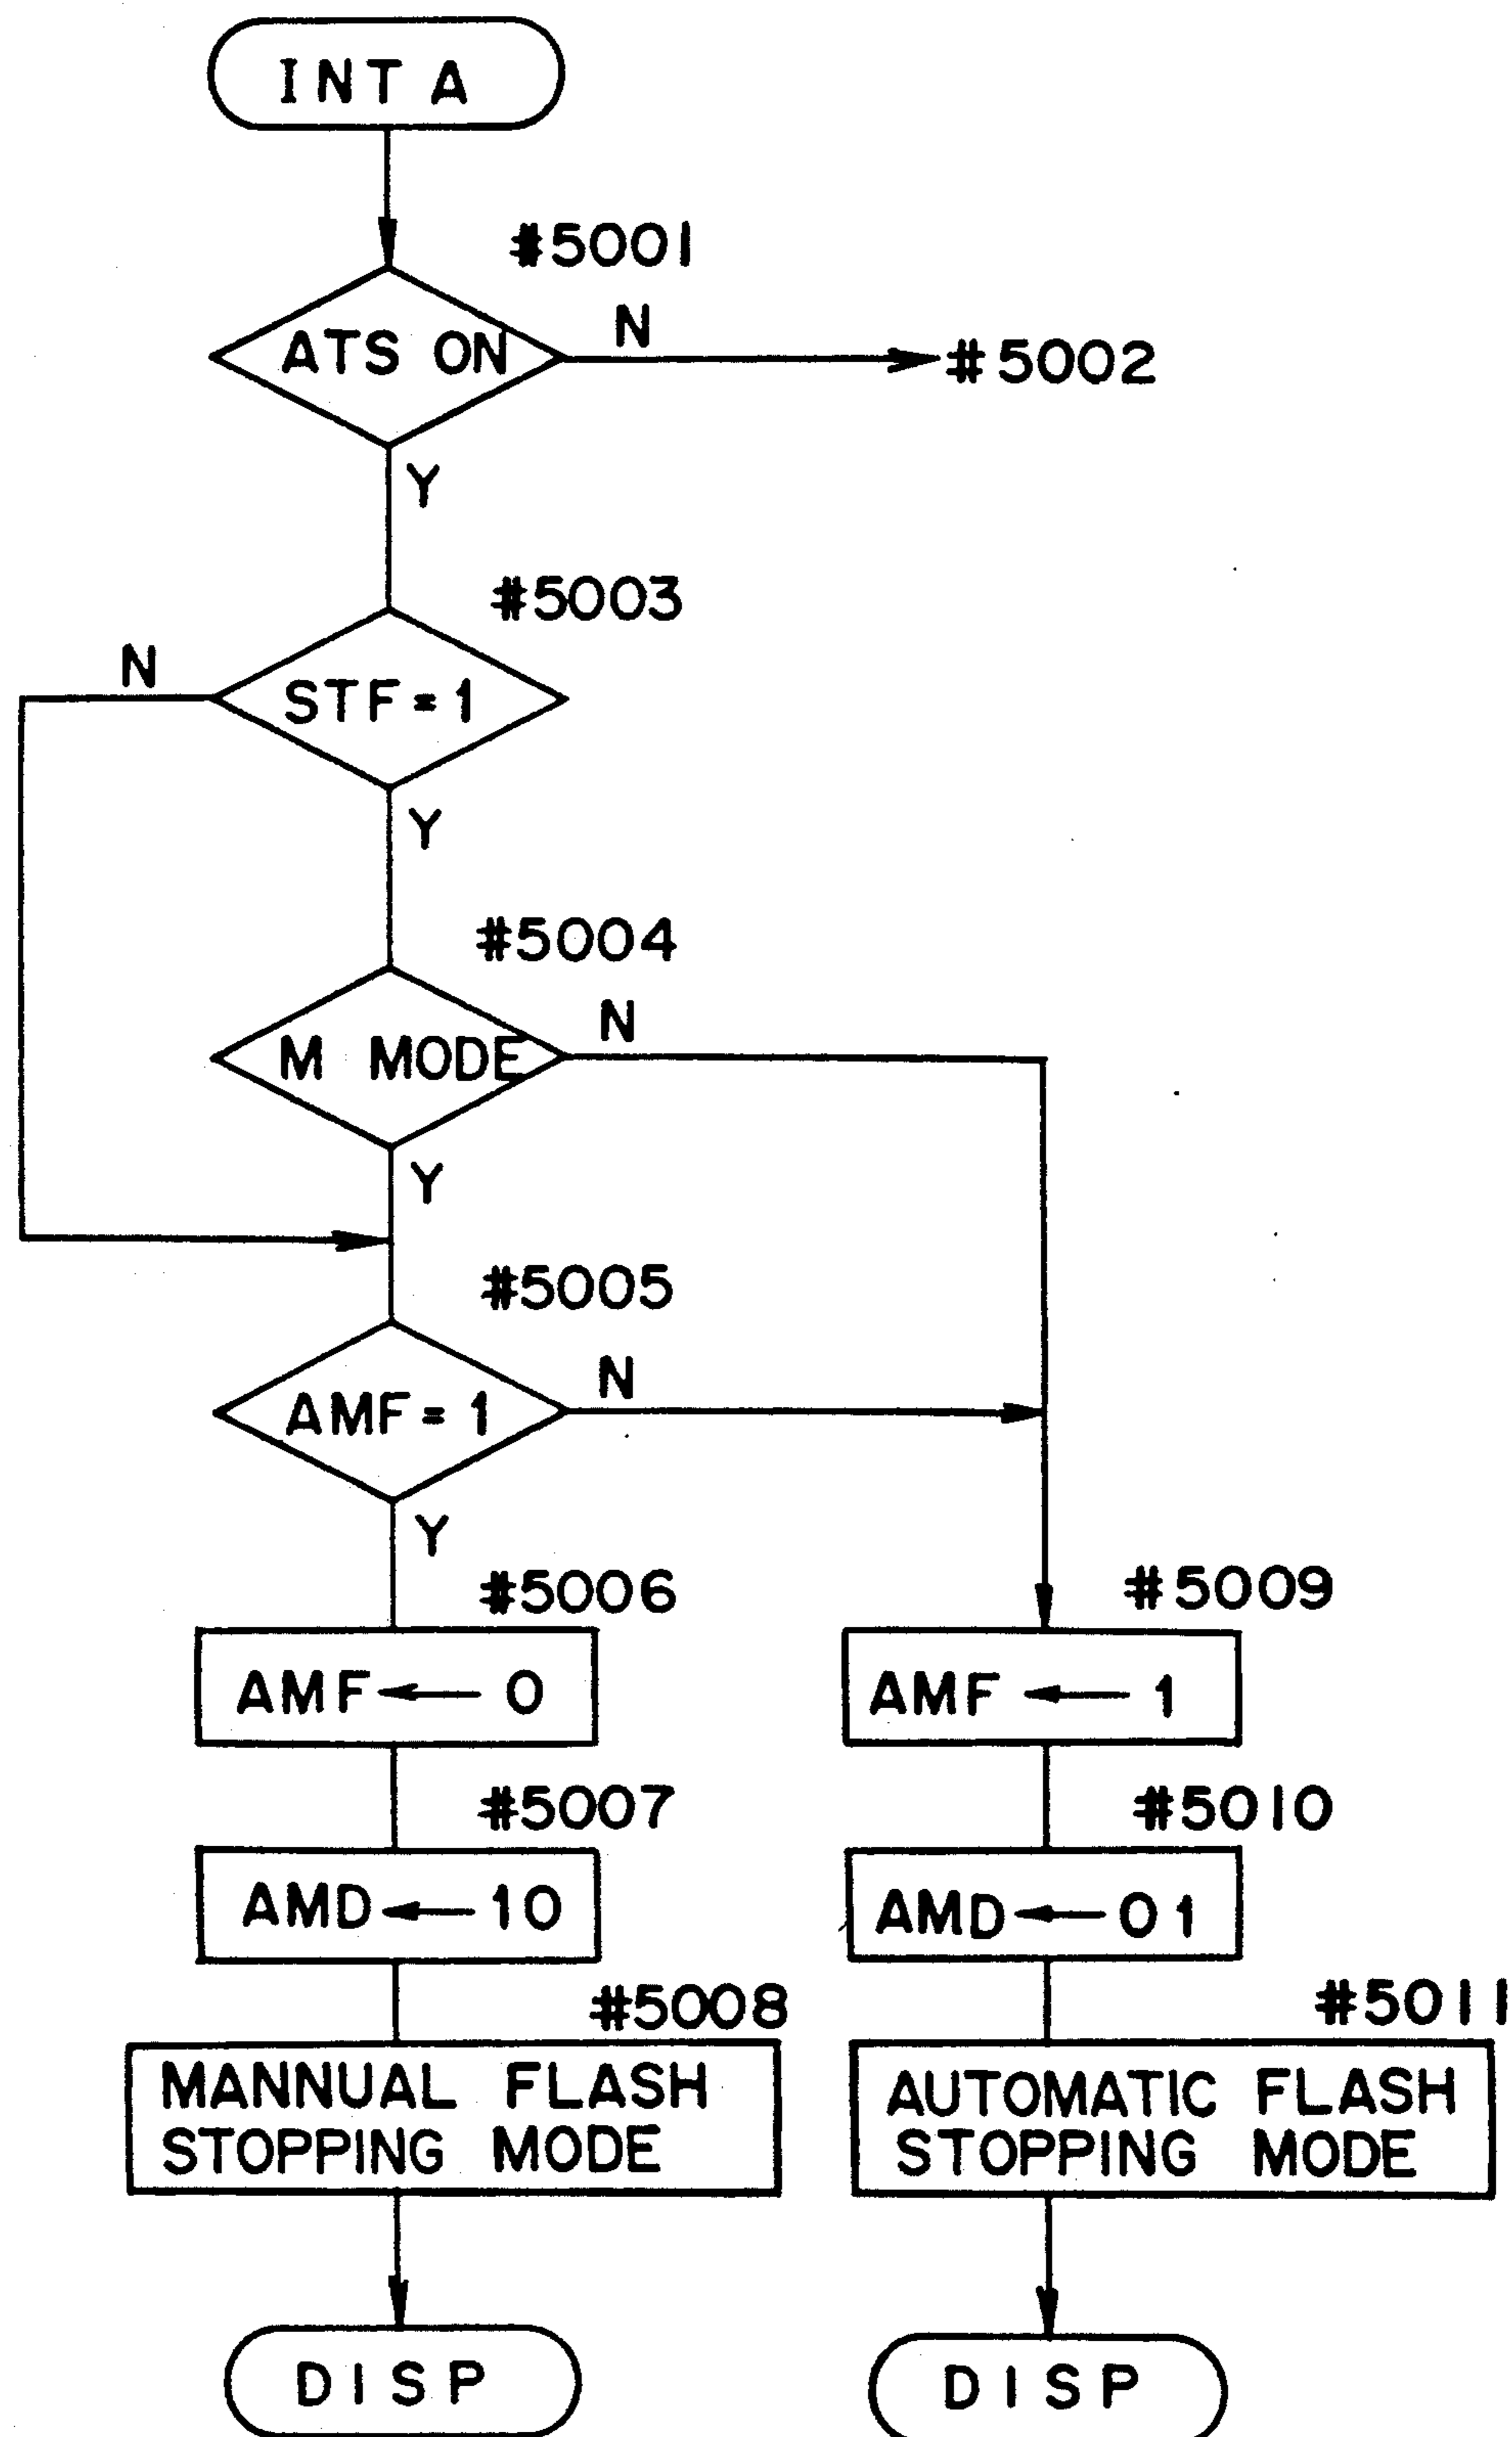 INT A
#5001
ATS ON
N
#5002
Y
#5003
N
STF=1
Y
#5004
N
M MODE
Y
#5005
N
AMF=1
Y
#5006
#5009
AMF ← 0
AMF ← 1
#5007
#5010
AMD ← 10
AMD ← 01
#5008
#5011
MANNUAL FLASH
STOPPING MODE
AUTOMATIC FLASH
STOPPING MODE
DISP
DISP